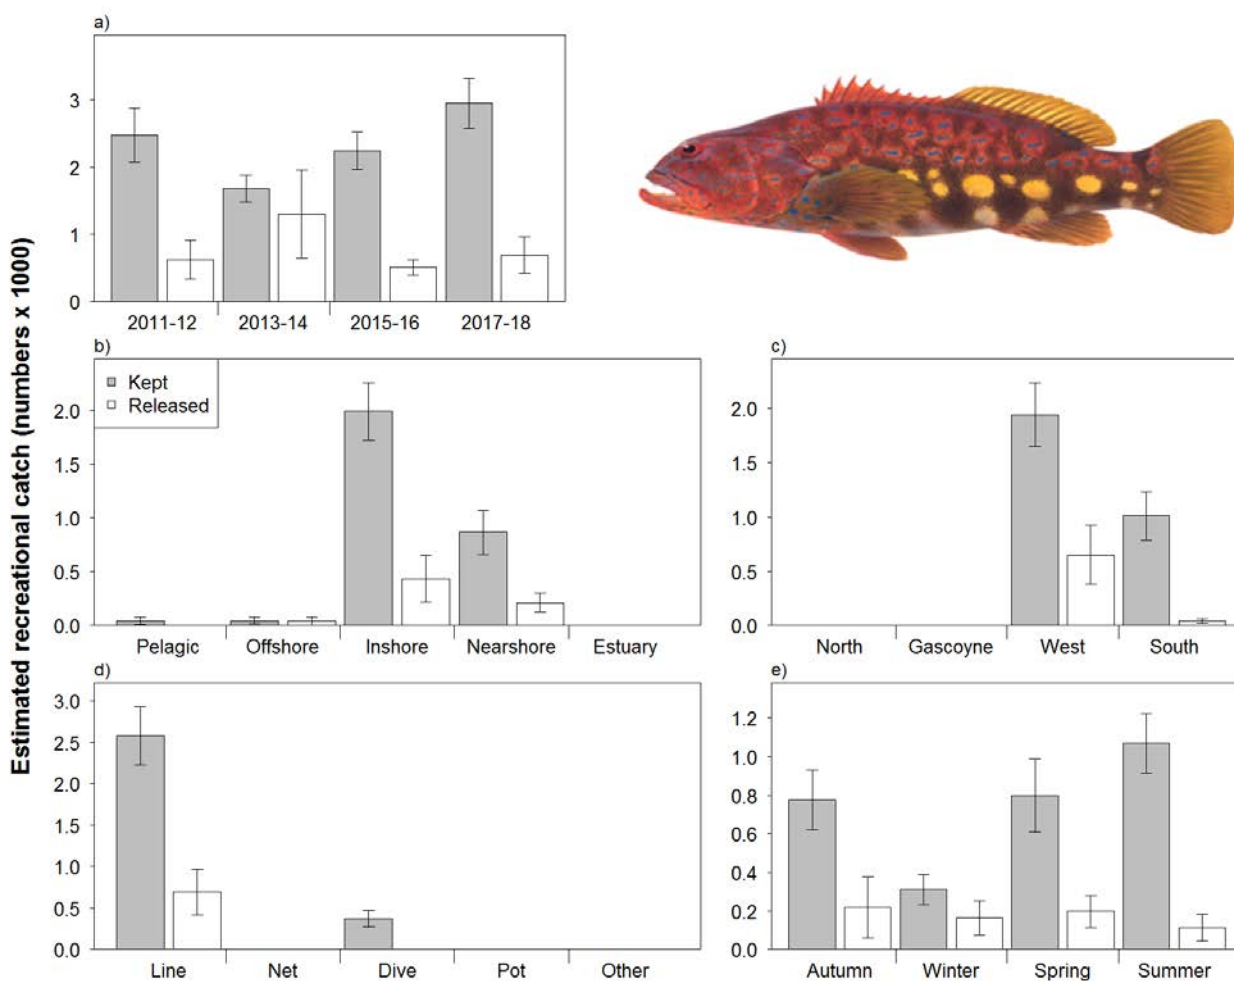 a)
3
2
1
0
2011-12 2013-14 2015-16 2017-18
Estimated recreational catch (numbers x 1000)
b)
Kept
Released
2.0
1.5
1.0
0.5
0.0
Pelagic Offshore Inshore Nearshore Estuary
c)
2.0
1.5
1.0
0.5
0.0
North Gascoyne West South
d)
3.0
2.5
2.0
1.5
1.0
0.5
0.0
Line Net Dive Pot Other
e)
1.2
1.0
0.8
0.6
0.4
0.2
0.0
Autumn Winter Spring Summer